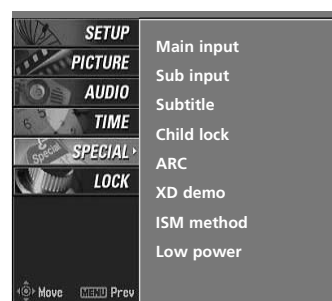 SETUP
PICTURE
AUDIO
TIME
SPECIAL
LOCK
Move MENU Prev
Main input
Sub input
Subtitle
Child lock
ARC
XD demo
ISM method
Low power